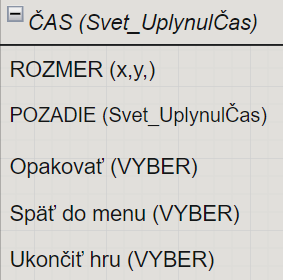 ČAS (Svet_UplynulČas)
ROZMER (x,y,)
POZADIE (Svet_UplynulČas)
Opakovať (VYBER)
Späť do menu (VYBER)
Ukončiť hru (VYBER)